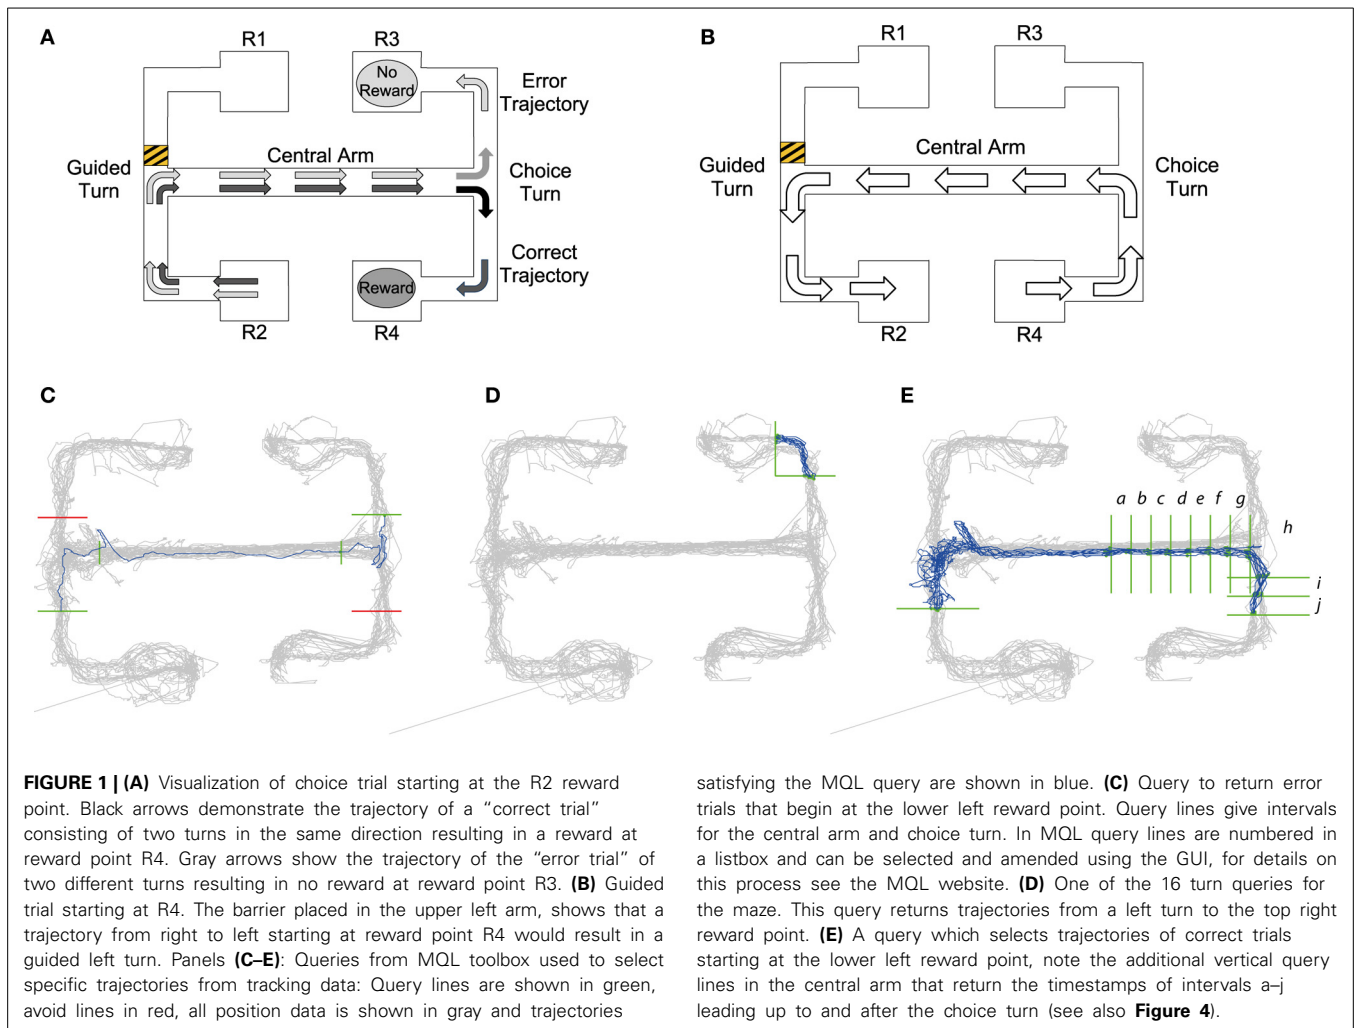 A
R1
R3
No
Reward
Error
Trajectory
Guided
Turn
Central Arm
Choice
Turn
Correct
Trajectory
Reward
R2
R4
B
R1
R3
Guided
Turn
Central Arm
Choice
Turn
R2
R4
C
D
E
a b c d e f g
h
i
j
FIGURE 1 | (A) Visualization of choice trial starting at the R2 reward
point. Black arrows demonstrate the trajectory of a “correct trial”
consisting of two turns in the same direction resulting in a reward at
reward point R4. Gray arrows show the trajectory of the “error trial” of
two different turns resulting in no reward at reward point R3. (B) Guided
trial starting at R4. The barrier placed in the upper left arm, shows that a
trajectory from right to left starting at reward point R4 would result in a
guided left turn. Panels (C–E): Queries from MQL toolbox used to select
specific trajectories from tracking data: Query lines are shown in green,
avoid lines in red, all position data is shown in gray and trajectories
satisfying the MQL query are shown in blue. (C) Query to return error
trials that begin at the lower left reward point. Query lines give intervals
for the central arm and choice turn. In MQL query lines are numbered in
a listbox and can be selected and amended using the GUI, for details on
this process see the MQL website. (D) One of the 16 turn queries for
the maze. This query returns trajectories from a left turn to the top right
reward point. (E) A query which selects trajectories of correct trials
starting at the lower left reward point, note the additional vertical query
lines in the central arm that return the timestamps of intervals a–j
leading up to and after the choice turn (see also Figure 4).